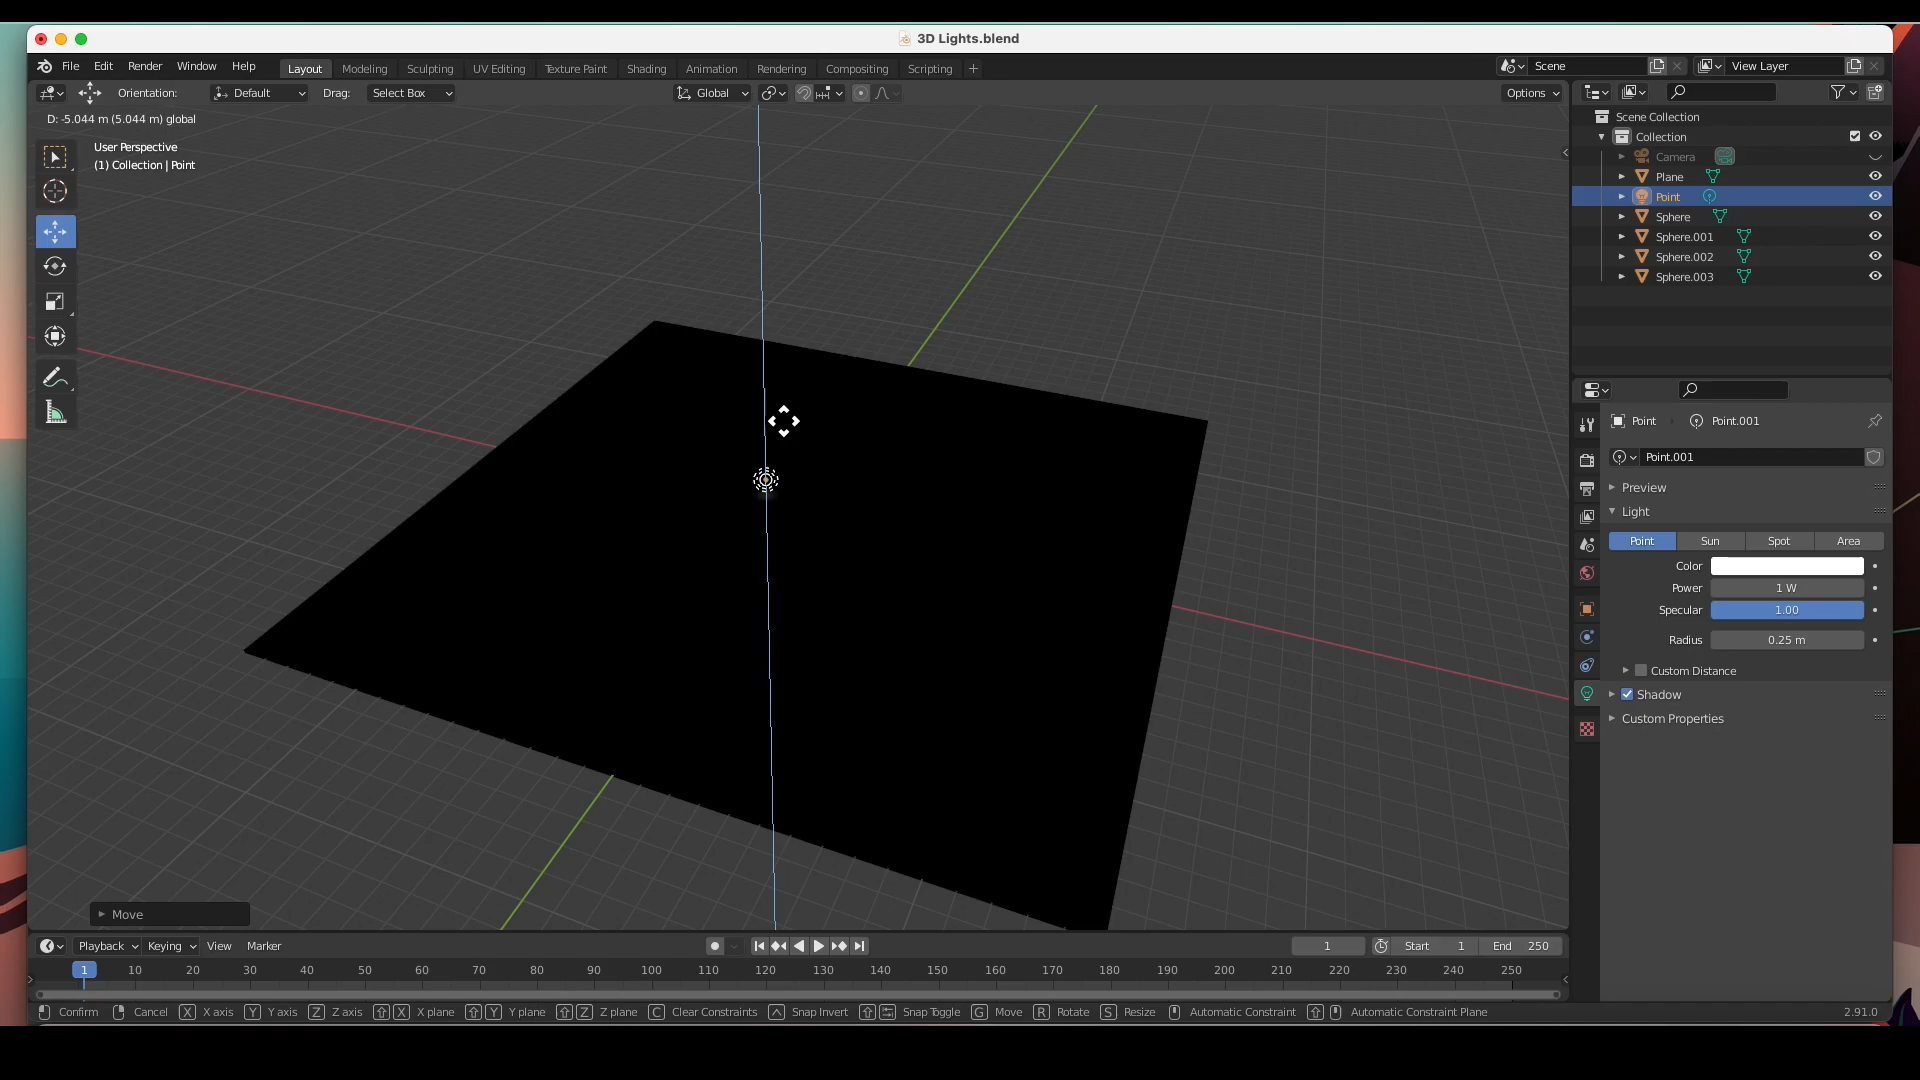 3D Lights.blend
File Edit Render Window Help Layout Modeling Sculpting UV Editing Texture Paint Shading Animation Rendering Compositing Scripting + Scene View Layer
Orientation: Default Drag: Select Box Global Options
D: -5.044 m (5.044 m) global
User Perspective
(1) Collection | Point
Scene Collection
Collection
Camera
Plane
Point
Sphere
Sphere.001
Sphere.002
Sphere.003
Point Point.001
Point.001
Preview
Light
Point Sun Spot Area
Color
Power 1 W
Specular 1.00
Radius 0.25 m
Custom Distance
Shadow
Custom Properties
Move
Playback Keying View Marker 1 Start 1 End 250
1 10 20 30 40 50 60 70 80 90 100 110 120 130 140 150 160 170 180 190 200 210 220 230 240 250
Confirm Cancel X X axis Y Y axis Z Z axis X X plane Y Y plane Z Z plane C Clear Constraints Snap Invert Snap Toggle G Move R Rotate S Resize Automatic Constraint Automatic Constraint Plane 2.91.0